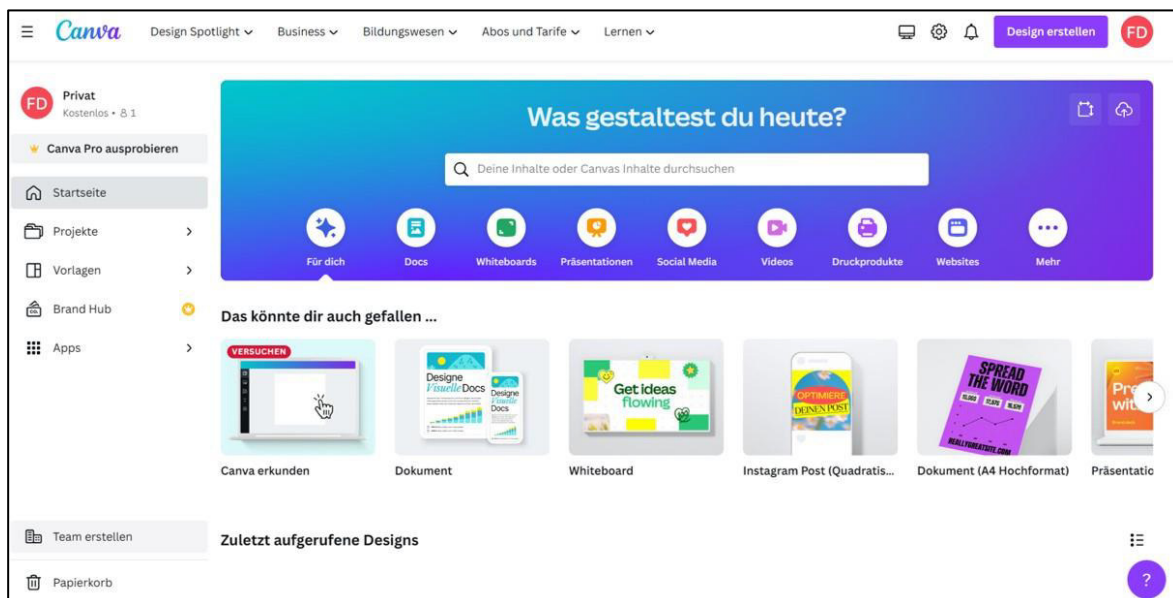 Canva
Design Spotlight
Business
Bildungswesen
Abos und Tarife
Lernen
Design erstellen
FD
FD
Privat
Kostenlos • 1
Canva Pro ausprobieren
Startseite
Projekte
Vorlagen
Brand Hub
Apps
Team erstellen
Papierkorb
Was gestaltest du heute?
Deine Inhalte oder Canvas Inhalte durchsuchen
Für dich
Docs
Whiteboards
Präsentationen
Social Media
Videos
Druckprodukte
Websites
Mehr
Das könnte dir auch gefallen ...
VERSUCHEN
Canva erkunden
Designe
Visuelle Docs
Designe
Visuelle
Docs
Dokument
Get ideas
flowing
Whiteboard
OPTIMIERE
DEINEN POST
Instagram Post (Quadratis...
SPREAD
THE WORD
REALLYGREATSITE.COM
Dokument (A4 Hochformat)
Pre
wit
Präsentatio
Zuletzt aufgerufene Designs
?